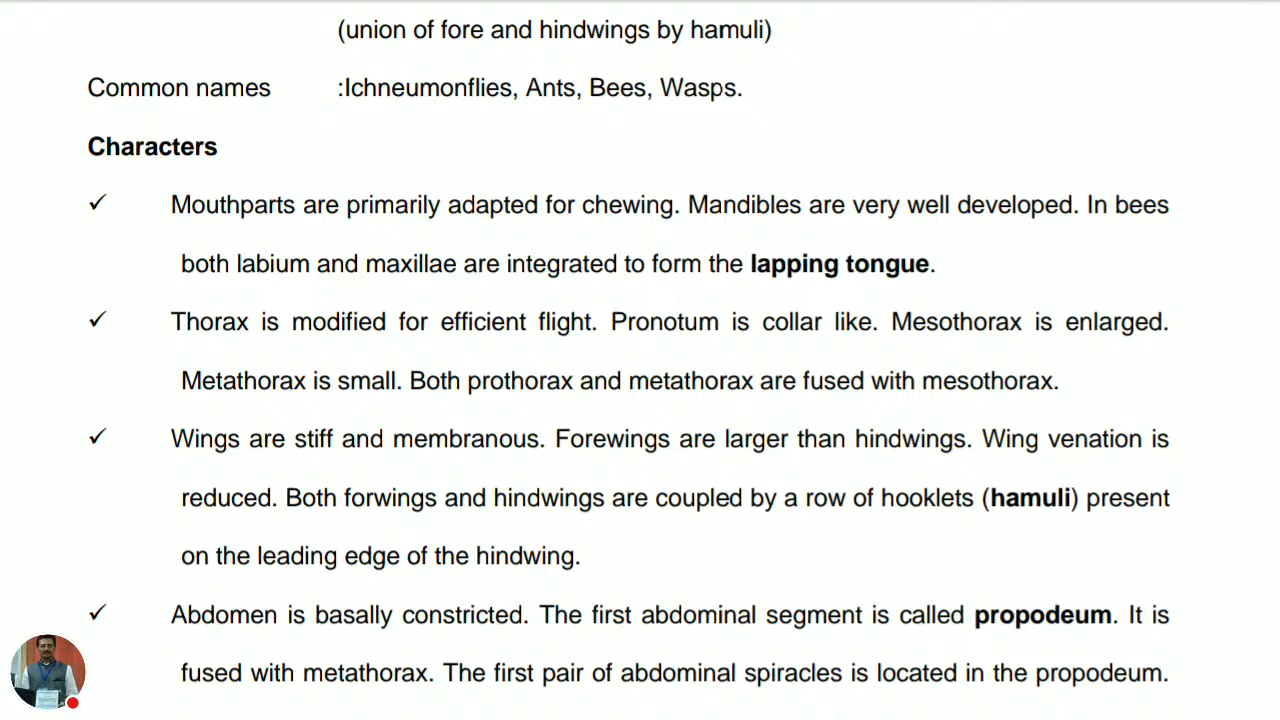 (union of fore and hindwings by hamuli)
Common names :Ichneumonflies, Ants, Bees, Wasps.
Characters
✓ Mouthparts are primarily adapted for chewing. Mandibles are very well developed. In bees
both labium and maxillae are integrated to form the lapping tongue.
✓ Thorax is modified for efficient flight. Pronotum is collar like. Mesothorax is enlarged.
Metathorax is small. Both prothorax and metathorax are fused with mesothorax.
✓ Wings are stiff and membranous. Forewings are larger than hindwings. Wing venation is
reduced. Both forwings and hindwings are coupled by a row of hooklets (hamuli) present
on the leading edge of the hindwing.
✓ Abdomen is basally constricted. The first abdominal segment is called propodeum. It is
fused with metathorax. The first pair of abdominal spiracles is located in the propodeum.